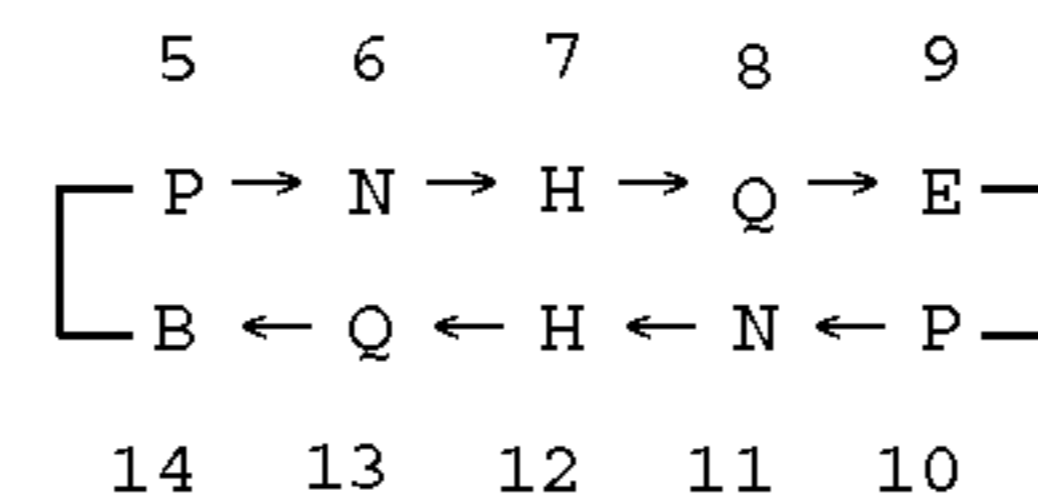 5 6 7 8 9
P → N → H → Q → E
B ← Q ← H ← N ← P
14 13 12 11 10